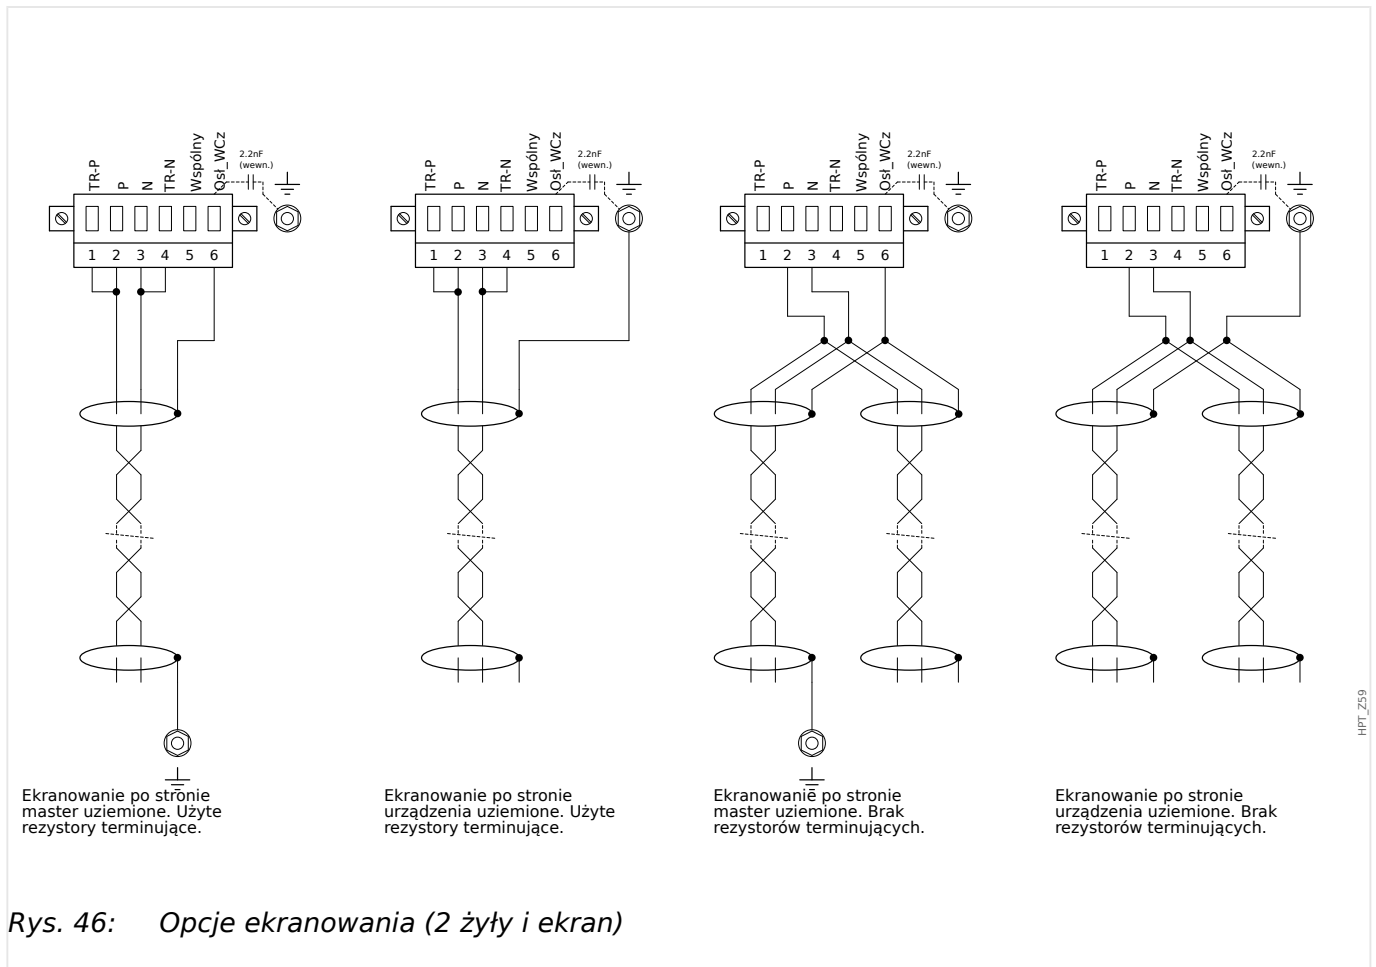 TR-P
P
N
TR-N
Wspólny
Osł_WCz
2.2nF
(wewn.)
1 2 3 4 5 6
TR-P
P
N
TR-N
Wspólny
Osł_WCz
2.2nF
(wewn.)
1 2 3 4 5 6
TR-P
P
N
TR-N
Wspólny
Osł_WCz
2.2nF
(wewn.)
1 2 3 4 5 6
TR-P
P
N
TR-N
Wspólny
Osł_WCz
2.2nF
(wewn.)
1 2 3 4 5 6
HPT_Z59
Ekranowanie po stronie
master uziemione. Użyte
rezystory terminujące.
Ekranowanie po stronie
urządzenia uziemione. Użyte
rezystory terminujące.
Ekranowanie po stronie
master uziemione. Brak
rezystorów terminujących.
Ekranowanie po stronie
urządzenia uziemione. Brak
rezystorów terminujących.
Rys. 46: Opcje ekranowania (2 żyły i ekran)